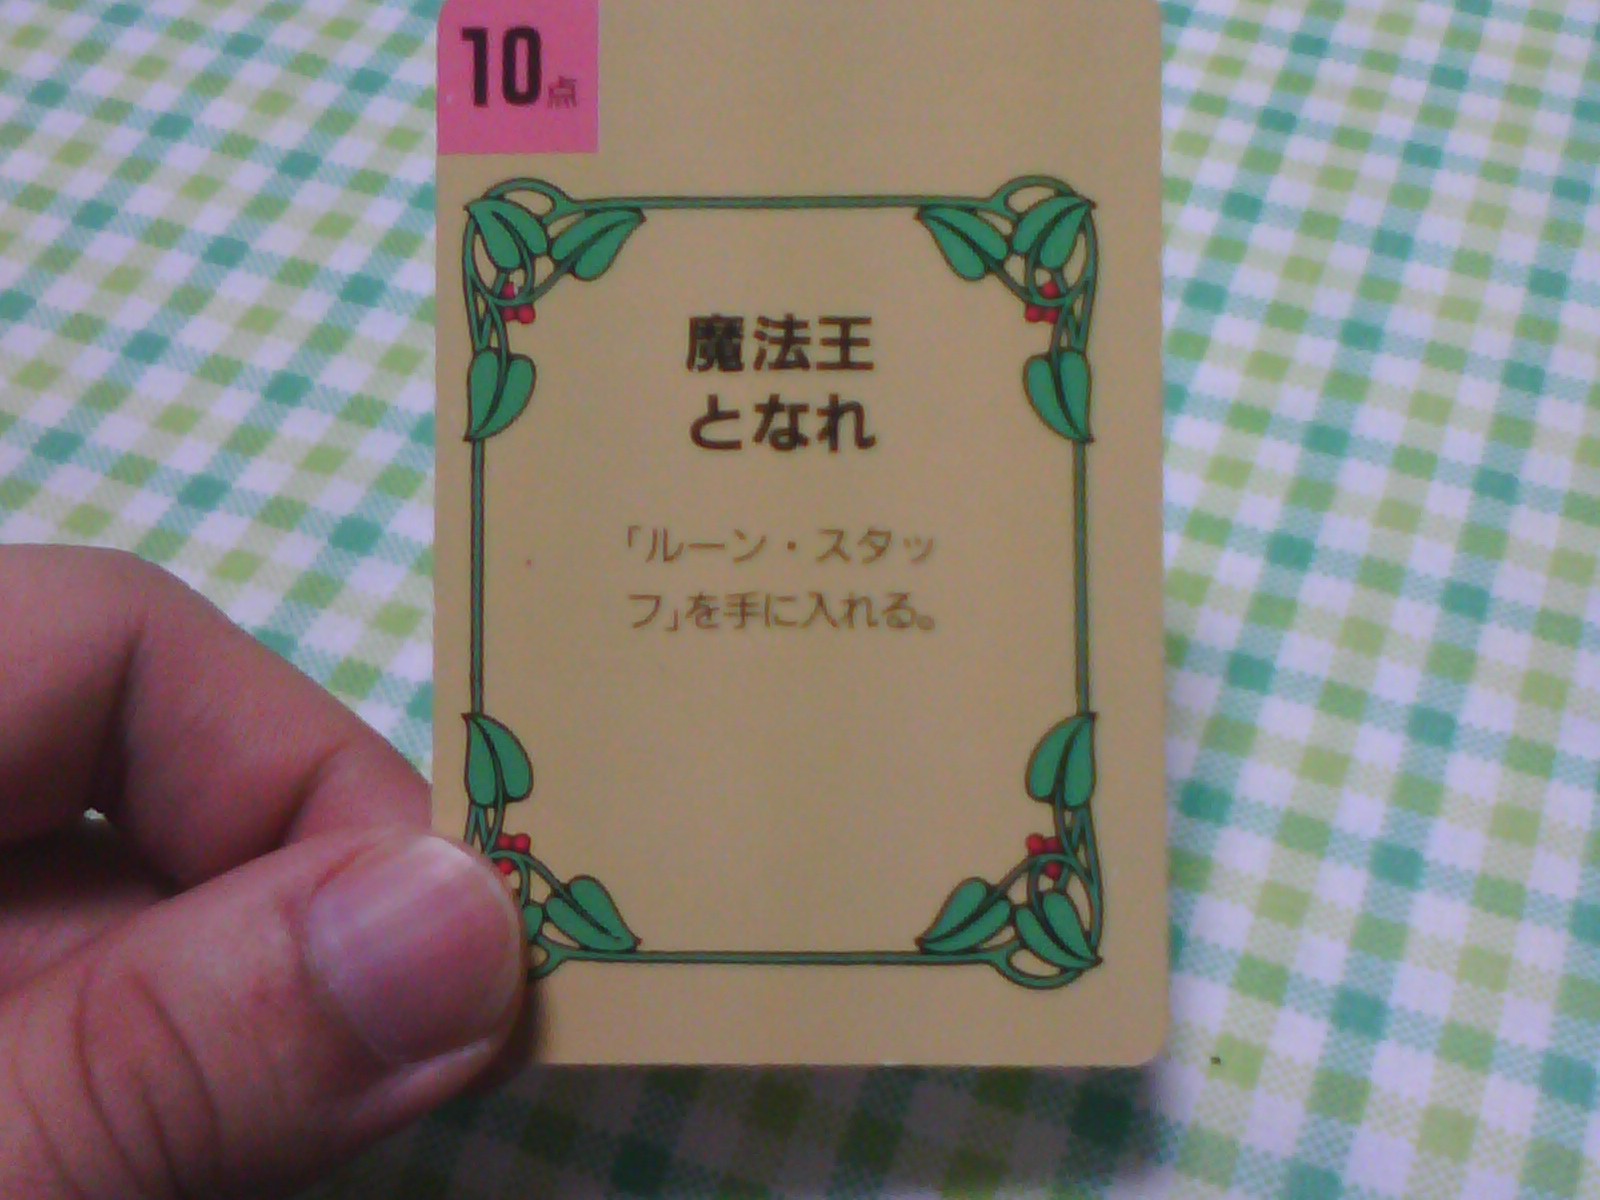 10点
魔法王
となれ
「ルーン・スタッ
フ」を手に入れる。